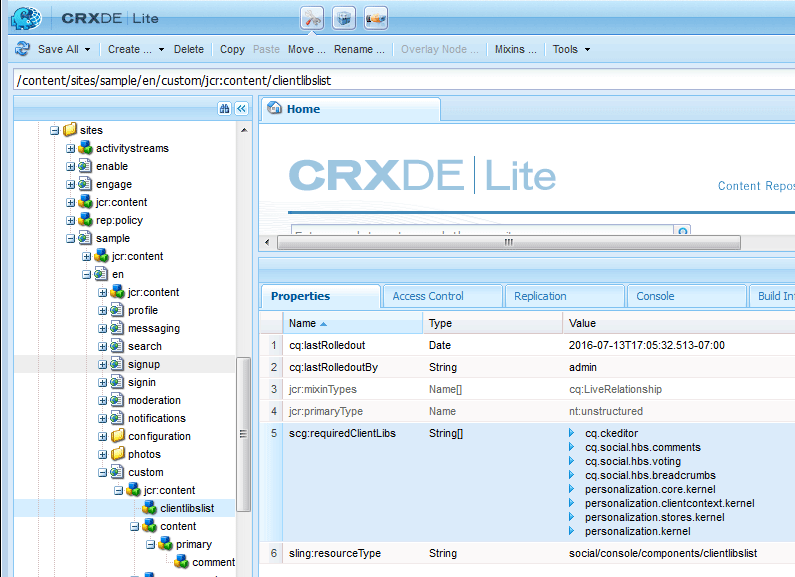 CRXDE | Lite
Save All Create ... Delete Copy Paste Move ... Rename ... Overlay Node ... Mixins ... Tools
/content/sites/sample/en/custom/jcr:content/clientlibslist
Home
sites
activitystreams
enable
engage
jcr:content
rep:policy
sample
jcr:content
en
jcr:content
profile
messaging
search
signup
signin
moderation
notifications
configuration
photos
custom
jcr:content
clientlibslist
content
primary
comment
CRXDE | Lite
Content Repos
Properties Access Control Replication Console Build In
Name Type Value
1 cq:lastRolledout Date 2016-07-13T17:05:32.513-07:00
2 cq:lastRolledoutBy String admin
3 jcr:mixinTypes Name[] cq:LiveRelationship
4 jcr:primaryType Name nt:unstructured
5 scg:requiredClientLibs String[] cq.ckeditor
cq.social.hbs.comments
cq.social.hbs.voting
cq.social.hbs.breadcrumbs
personalization.core.kernel
personalization.clientcontext.kernel
personalization.stores.kernel
personalization.kernel
6 sling:resourceType String social/console/components/clientlibslist